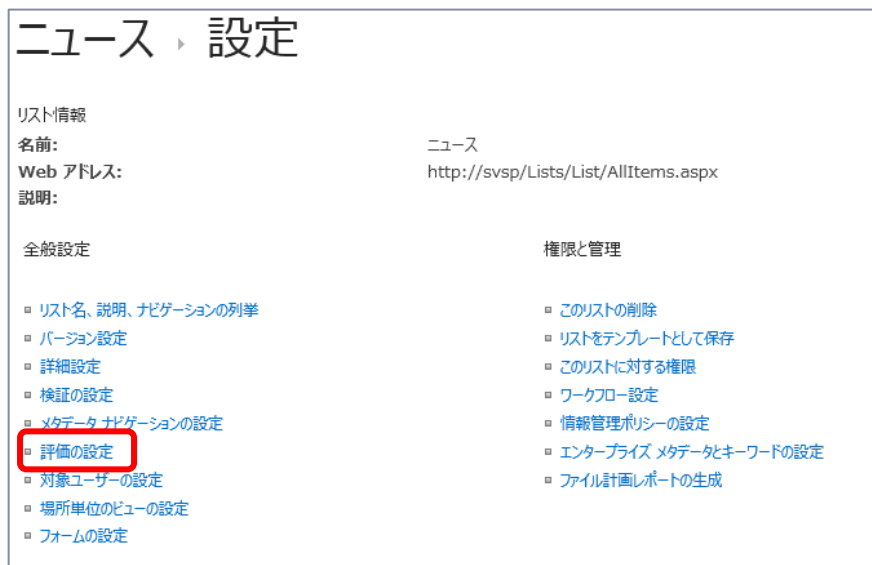 ニュース ▸ 設定
リスト情報
名前: ニュース
Web アドレス: http://svsp/Lists/List/AllItems.aspx
説明:
全般設定
リスト名、説明、ナビゲーションの列挙
バージョン設定
詳細設定
検証の設定
メタデータ ナビゲーションの設定
評価の設定
対象ユーザーの設定
場所単位のビューの設定
フォームの設定
権限と管理
このリストの削除
リストをテンプレートとして保存
このリストに対する権限
ワークフロー設定
情報管理ポリシーの設定
エンタープライズ メタデータとキーワードの設定
ファイル計画レポートの生成